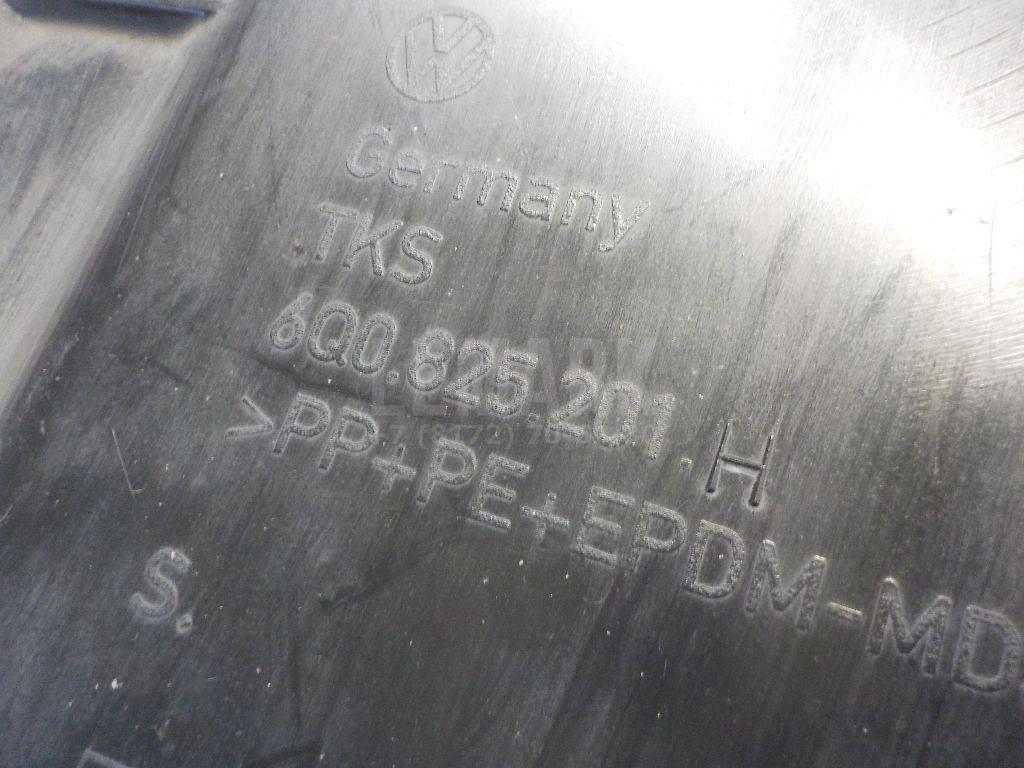 Germany
TKS
6Q0.825.201.H
>PP+PE+EPDM-MD
S.